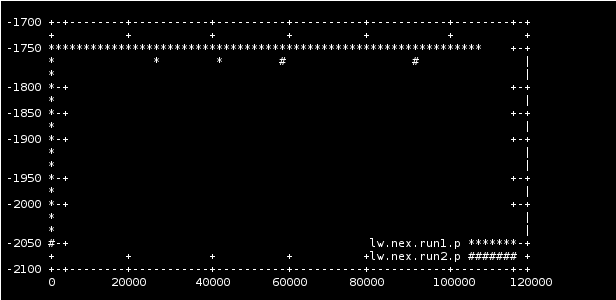 -1700 +-+--------+----------+---------+---------+----------+-------+-+
+ + + + + + +
-1750 ****************************************************** +-+
* * * # # |
* |
-1800 *-+ +-+
* |
-1850 *-+ +-+
* |
-1900 *-+ +-+
* |
* |
-1950 *-+ +-+
* |
-2000 *-+ +-+
* |
* |
-2050 #-+ lw.nex.run1.p *******-+
+ + + + +lw.nex.run2.p ####### +
-2100 +-+--------+----------+---------+---------+----------+-------+-+
0 20000 40000 60000 80000 100000 120000